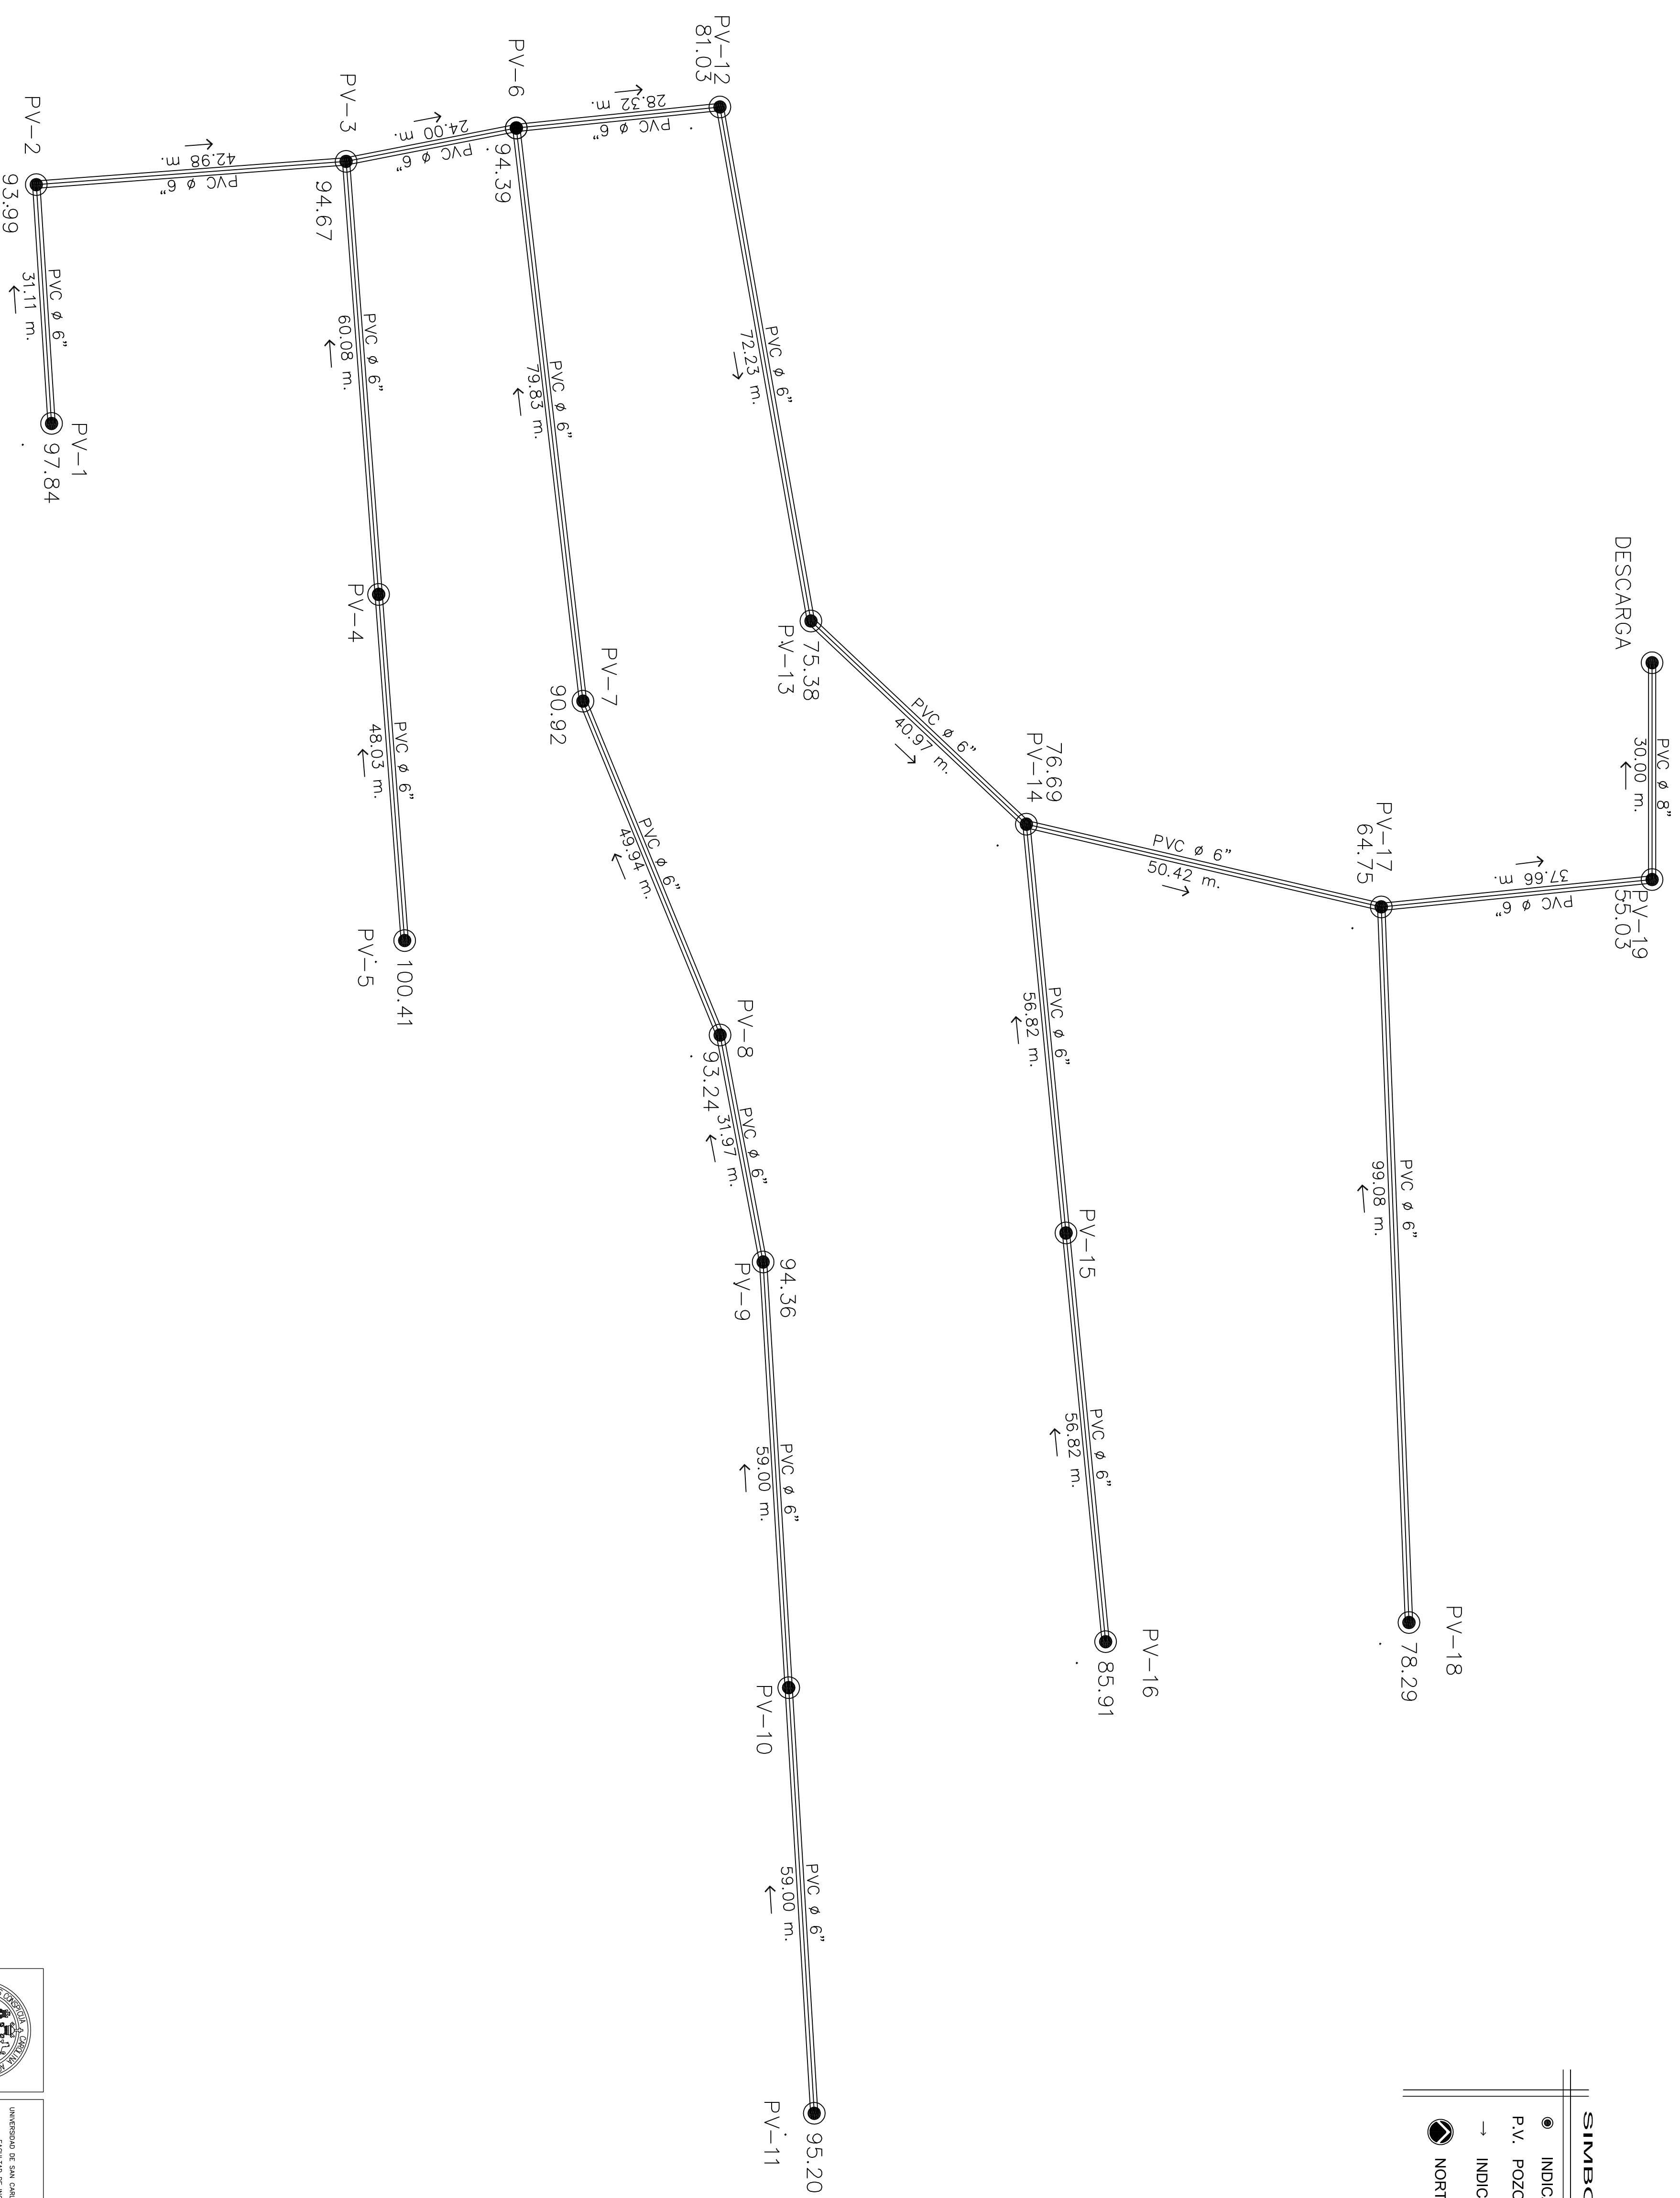 PV-12
81.03
28.32 m.
PVC ø 6"
PV-6
94.39
24.00 m.
PVC ø 6"
PV-3
94.67
42.98 m.
PVC ø 6"
PV-2
93.99
PVC ø 6"
31.11 m.
PV-1
97.84
PVC ø 6"
60.08 m.
PV-4
PVC ø 6"
48.03 m.
PV-5
100.41
PVC ø 6"
79.83 m.
PV-7
90.92
PVC ø 6"
49.94 m.
PV-8
93.24
PVC ø 6"
31.97 m.
94.36
PV-9
PVC ø 6"
59.00 m.
PV-10
PVC ø 6"
59.00 m.
PV-11
95.20
PVC ø 6"
72.23 m.
75.38
PV-13
PVC ø 6"
40.97 m.
76.69
PV-14
PVC ø 6"
56.82 m.
PV-15
PVC ø 6"
56.82 m.
PV-16
85.91
PVC ø 6"
50.42 m.
PV-17
64.75
PVC ø 6"
99.08 m.
PV-18
78.29
37.66 m.
PVC ø 6"
PV-19
55.03
PVC ø 8"
30.00 m.
DESCARGA
SIMBO
INDIC
P.V. POZO
→ INDIC
NORT
CONSPICUA CAROLINA
UNIVERSIDAD DE SAN CARL